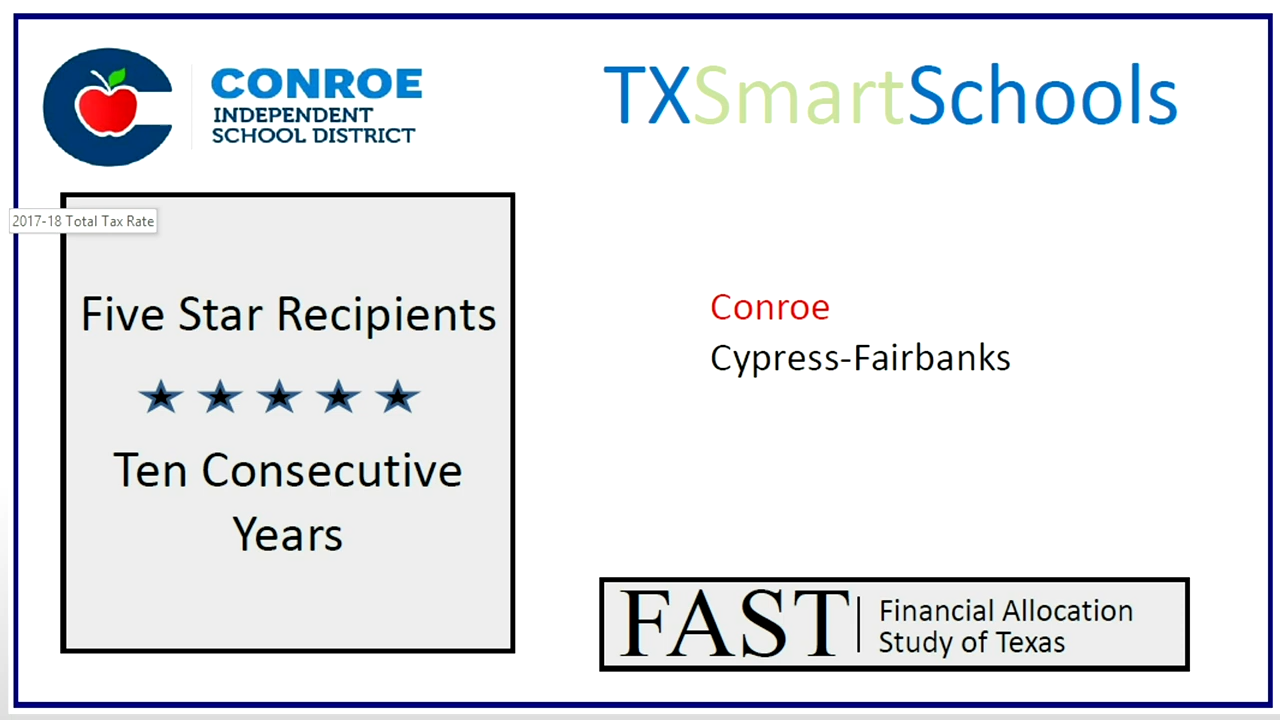 CONROE
INDEPENDENT
SCHOOL DISTRICT
TXSmartSchools
2017-18 Total Tax Rate
Five Star Recipients
Ten Consecutive
Years
Conroe
Cypress-Fairbanks
FAST
Financial Allocation
Study of Texas